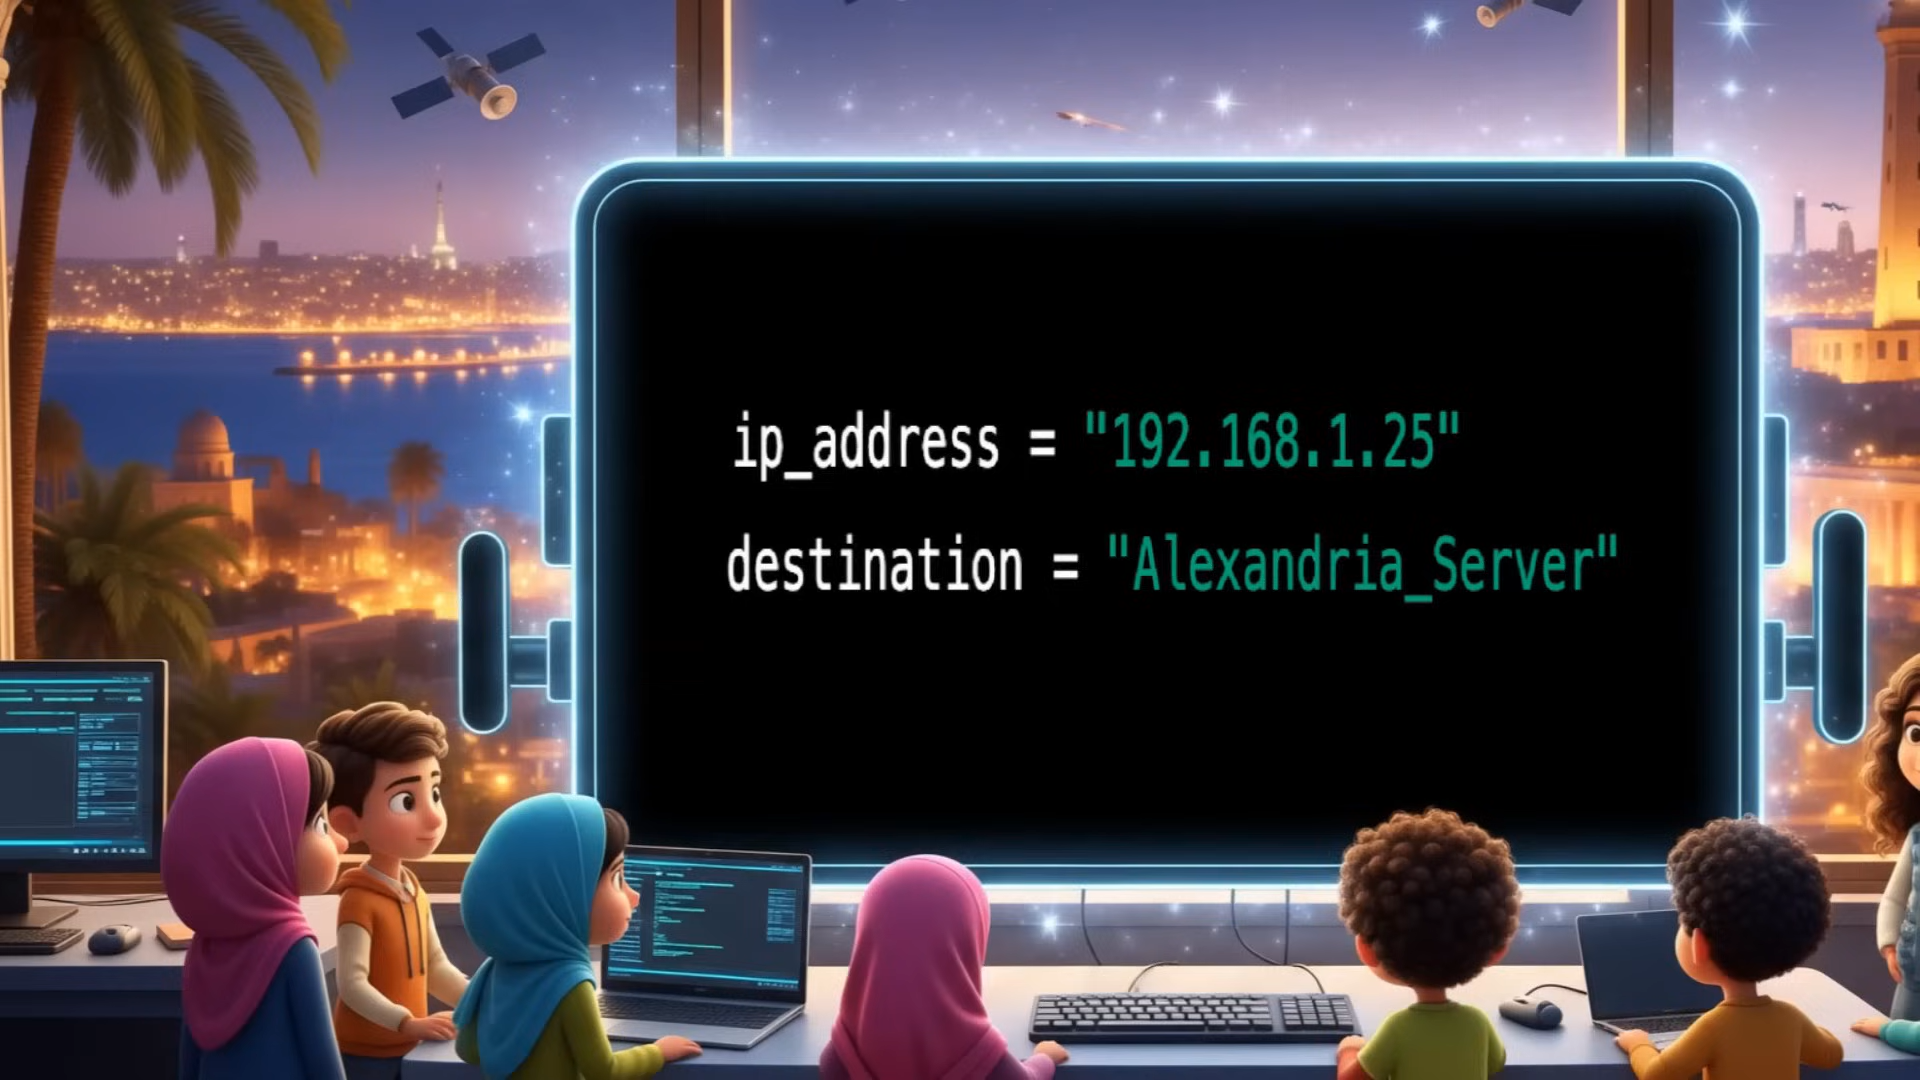 ip_address = "192.168.1.25"
destination = "Alexandria_Server"